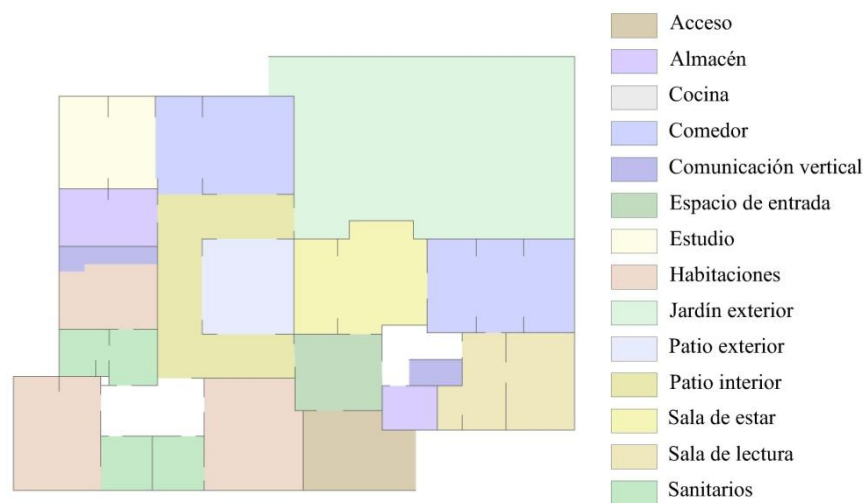 Acceso
Almacén
Cocina
Comedor
Comunicación vertical
Espacio de entrada
Estudio
Habitaciones
Jardín exterior
Patio exterior
Patio interior
Sala de estar
Sala de lectura
Sanitarios